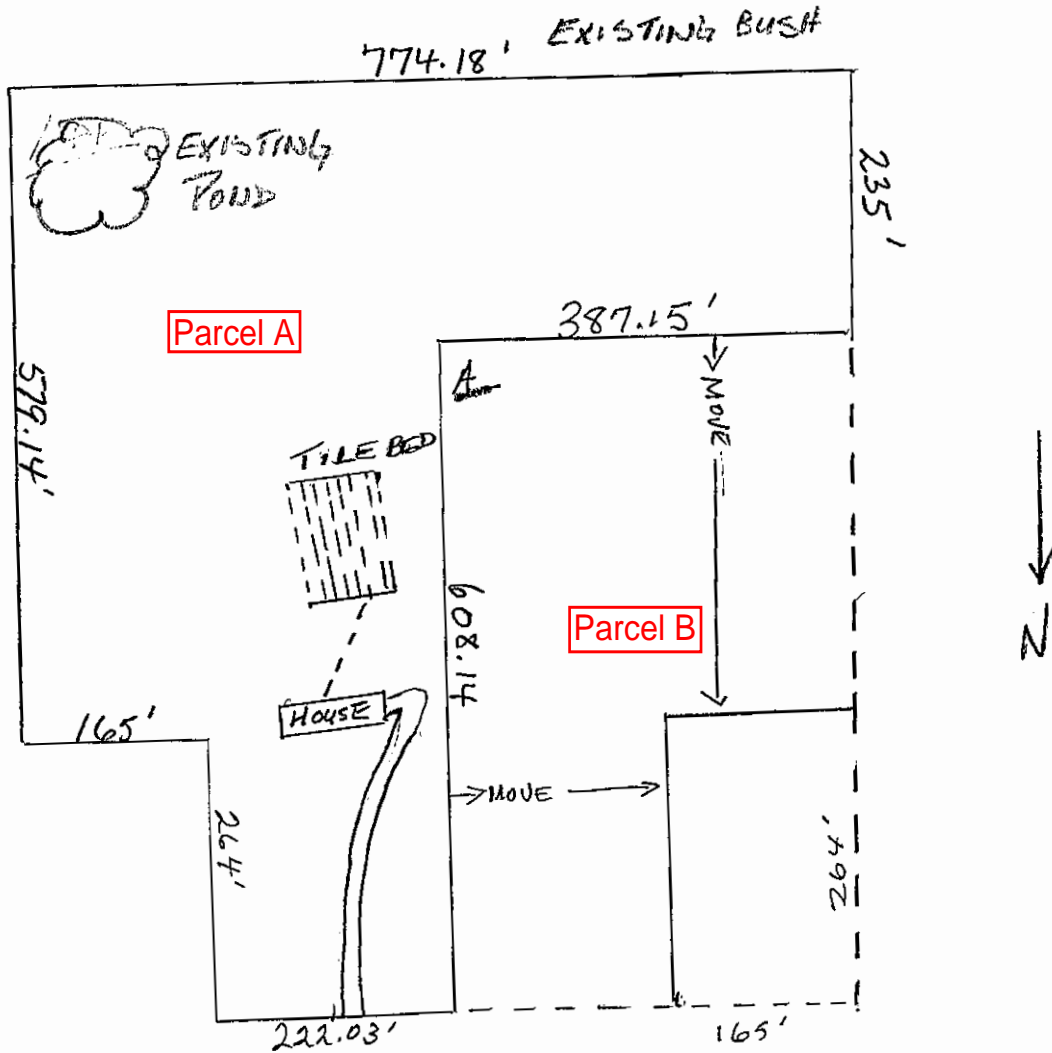 774.18' EXISTING BUSH
EXISTING
POND
235'
Parcel A
387.15'
A
MOVE
579.14'
TILE BED
608.14
Parcel B
N
165'
HOUSE
MOVE
264'
264'
222.03'
165'